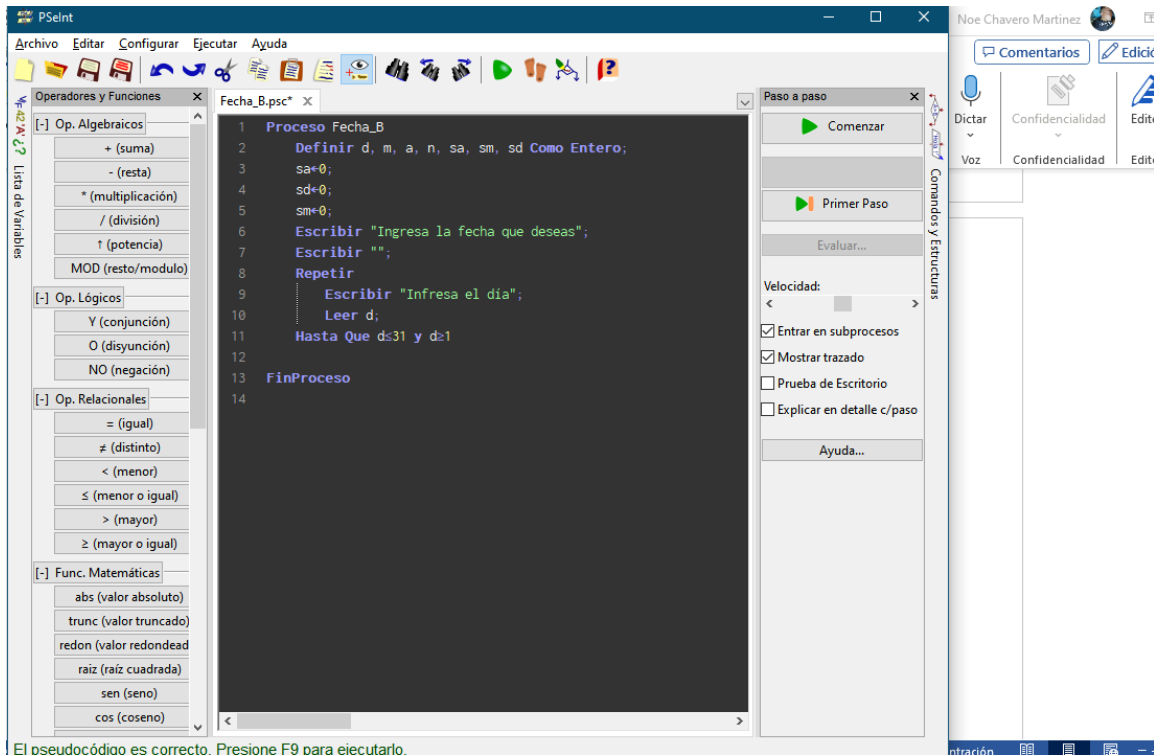 PSeInt
Archivo Editar Configurar Ejecutar Ayuda
Operadores y Funciones
[-] Op. Algebraicos
+ (suma)
- (resta)
* (multiplicación)
/ (división)
↑ (potencia)
MOD (resto/modulo)
[-] Op. Lógicos
Y (conjunción)
O (disyunción)
NO (negación)
[-] Op. Relacionales
= (igual)
≠ (distinto)
< (menor)
≤ (menor o igual)
> (mayor)
≥ (mayor o igual)
[-] Func. Matemáticas
abs (valor absoluto)
trunc (valor truncado)
redon (valor redondead
raiz (raíz cuadrada)
sen (seno)
cos (coseno)
*+42'A'¿?
Lista de Variables
Fecha_B.psc*
1 Proceso Fecha_B
2 Definir d, m, a, n, sa, sm, sd Como Entero;
3 sa←0;
4 sd←0;
5 sm←0;
6 Escribir "Ingresa la fecha que deseas";
7 Escribir "";
8 Repetir
9 Escribir "Infresa el día";
10 Leer d;
11 Hasta Que d≤31 y d≥1
12
13 FinProceso
14
Paso a paso
Comenzar
Primer Paso
Evaluar...
Velocidad:
Entrar en subprocesos
Mostrar trazado
Prueba de Escritorio
Explicar en detalle c/paso
Ayuda...
Comandos y Estructuras
El pseudocódigo es correcto. Presione F9 para ejecutarlo.
Noe Chavero Martinez
Comentarios
Edició
Dictar
Confidencialidad
Edito
Voz
Confidencialidad
Edito
ntración